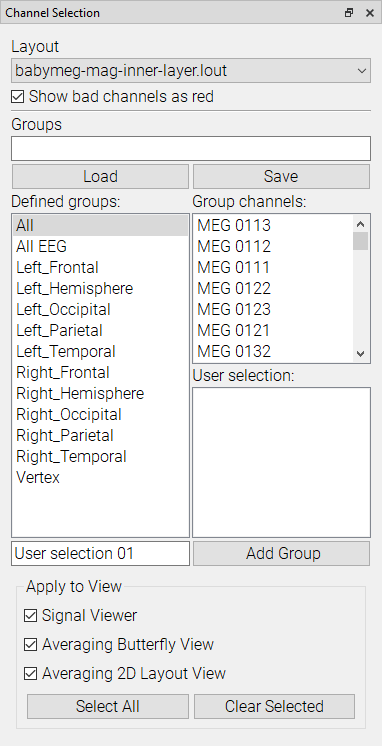 Channel Selection
Layout
babymeg-mag-inner-layer.lout
Show bad channels as red
Groups
Load
Save
Defined groups:
All
All EEG
Left_Frontal
Left_Hemisphere
Left_Occipital
Left_Parietal
Left_Temporal
Right_Frontal
Right_Hemisphere
Right_Occipital
Right_Parietal
Right_Temporal
Vertex
Group channels:
MEG 0113
MEG 0112
MEG 0111
MEG 0122
MEG 0123
MEG 0121
MEG 0132
User selection:
User selection 01
Add Group
Apply to View
Signal Viewer
Averaging Butterfly View
Averaging 2D Layout View
Select All
Clear Selected